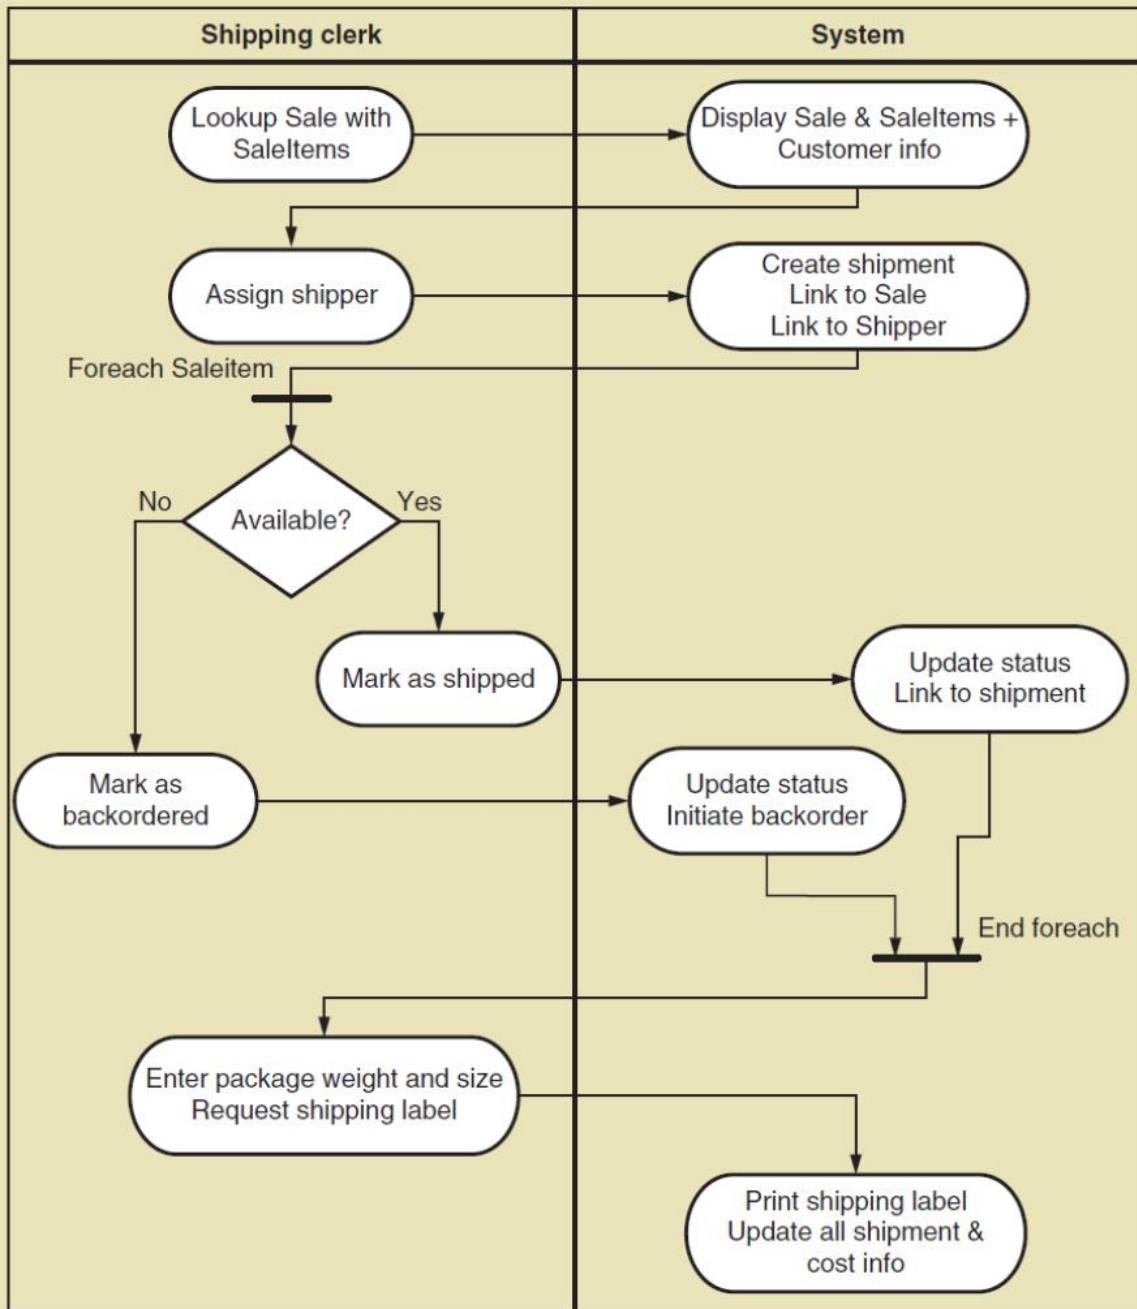 Shipping clerk
System
Lookup Sale with
SaleItems
Display Sale & SaleItems +
Customer info
Assign shipper
Create shipment
Link to Sale
Link to Shipper
Foreach Saleitem
Available?
No
Yes
Mark as shipped
Update status
Link to shipment
Mark as
backordered
Update status
Initiate backorder
End foreach
Enter package weight and size
Request shipping label
Print shipping label
Update all shipment &
cost info